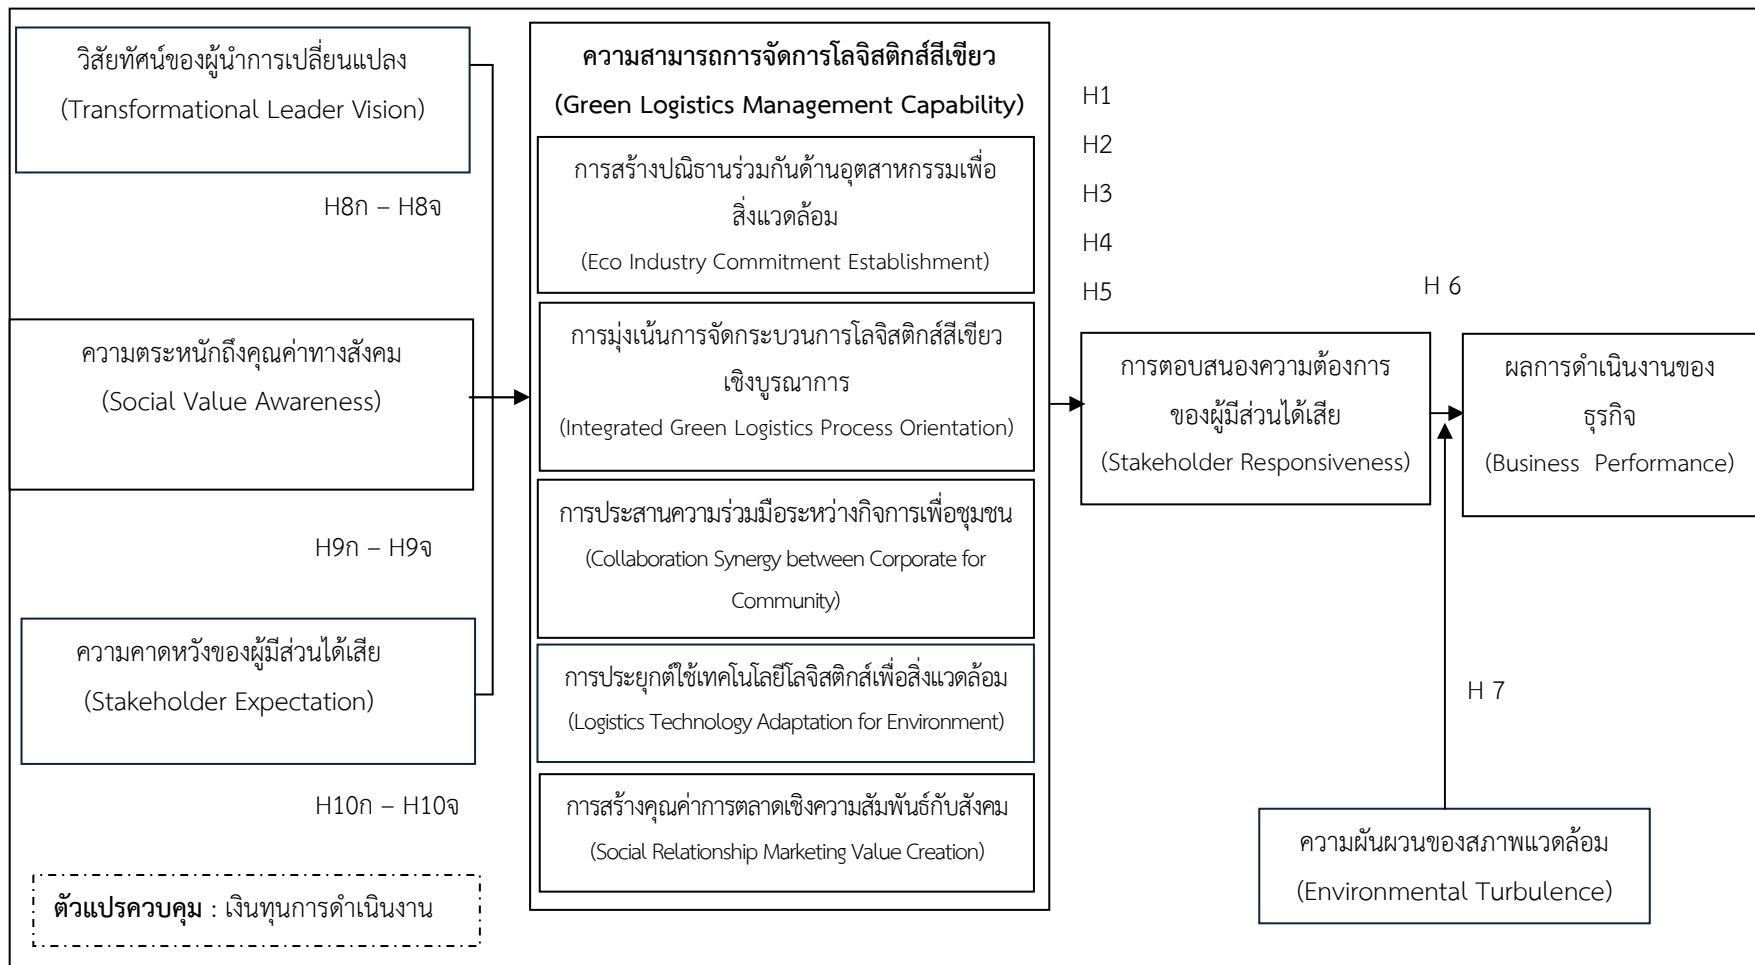 วิสัยทัศน์ของผู้นำการเปลี่ยนแปลง
(Transformational Leader Vision)
H8ก – H8จ
ความตระหนักถึงคุณค่าทางสังคม
(Social Value Awareness)
H9ก – H9จ
ความคาดหวังของผู้มีส่วนได้เสีย
(Stakeholder Expectation)
H10ก – H10จ
ตัวแปรควบคุม : เงินทุนการดำเนินงาน
ความสามารถการจัดการโลจิสติกส์สีเขียว
(Green Logistics Management Capability)
การสร้างปณิธานร่วมกันด้านอุตสาหกรรมเพื่อ
สิ่งแวดล้อม
(Eco Industry Commitment Establishment)
การมุ่งเน้นการจัดกระบวนการโลจิสติกส์สีเขียว
เชิงบูรณาการ
(Integrated Green Logistics Process Orientation)
การประสานความร่วมมือระหว่างกิจการเพื่อชุมชน
(Collaboration Synergy between Corporate for
Community)
การประยุกต์ใช้เทคโนโลยีโลจิสติกส์เพื่อสิ่งแวดล้อม
(Logistics Technology Adaptation for Environment)
การสร้างคุณค่าการตลาดเชิงความสัมพันธ์กับสังคม
(Social Relationship Marketing Value Creation)
H1
H2
H3
H4
H5
การตอบสนองความต้องการ
ของผู้มีส่วนได้เสีย
(Stakeholder Responsiveness)
H 6
ผลการดำเนินงานของ
ธุรกิจ
(Business Performance)
H 7
ความผันผวนของสภาพแวดล้อม
(Environmental Turbulence)